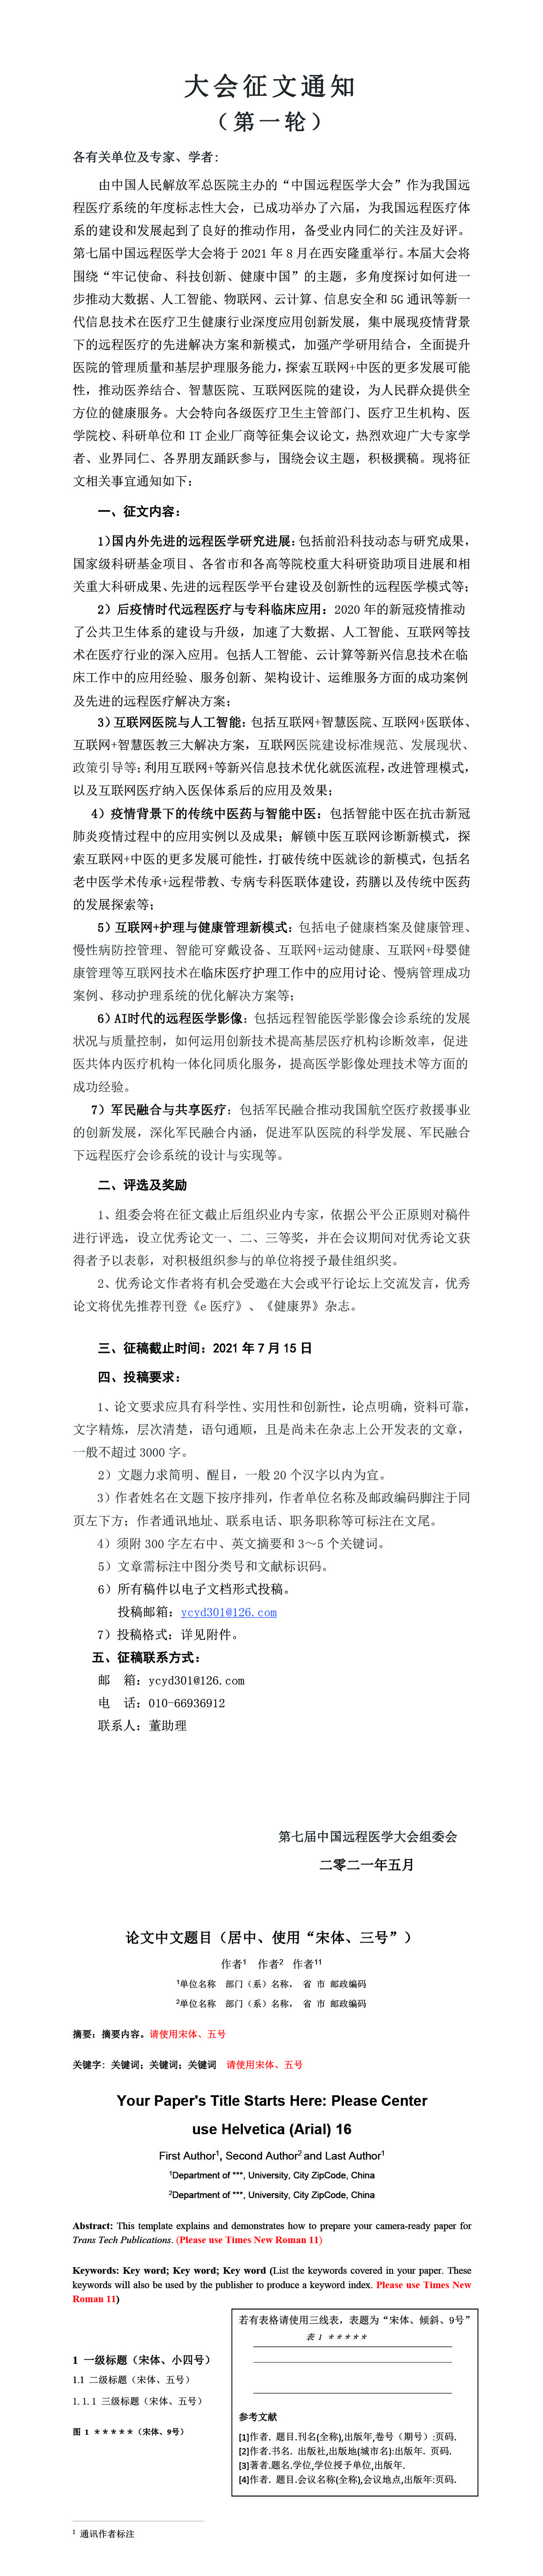 大会征文通知
（第一轮）
各有关单位及专家、学者：
由中国人民解放军总医院主办的“中国远程医学大会”作为我国远
程医疗系统的年度标志性大会，已成功举办了六届，为我国远程医疗体
系的建设和发展起到了良好的推动作用，备受业内同仁的关注及好评。
第七届中国远程医学大会将于 2021 年 8 月在西安隆重举行。本届大会将
围绕“牢记使命、科技创新、健康中国”的主题，多角度探讨如何进一
步推动大数据、人工智能、物联网、云计算、信息安全和 5G 通讯等新一
代信息技术在医疗卫生健康行业深度应用创新发展，集中展现疫情背景
下的远程医疗的先进解决方案和新模式，加强产学研用结合，全面提升
医院的管理质量和基层护理服务能力，探索互联网+中医的更多发展可能
性，推动医养结合、智慧医院、互联网医院的建设，为人民群众提供全
方位的健康服务。大会特向各级医疗卫生主管部门、医疗卫生机构、医
学院校、科研单位和 IT 企业厂商等征集会议论文，热烈欢迎广大专家学
者、业界同仁、各界朋友踊跃参与，围绕会议主题，积极撰稿。现将征
文相关事宜通知如下：
一、征文内容：
1）国内外先进的远程医学研究进展：包括前沿科技动态与研究成果，
国家级科研基金项目、各省市和各高等院校重大科研资助项目进展和相
关重大科研成果、先进的远程医学平台建设及创新性的远程医学模式等；
2）后疫情时代远程医疗与专科临床应用：2020 年的新冠疫情推动
了公共卫生体系的建设与升级，加速了大数据、人工智能、互联网等技
术在医疗行业的深入应用。包括人工智能、云计算等新兴信息技术在临
床工作中的应用经验、服务创新、架构设计、运维服务方面的成功案例
及先进的远程医疗解决方案；
3）互联网医院与人工智能：包括互联网+智慧医院、互联网+医联体、
互联网+智慧医教三大解决方案，互联网医院建设标准规范、发展现状、
政策引导等；利用互联网+等新兴信息技术优化就医流程，改进管理模式，
以及互联网医疗纳入医保体系后的应用及效果；
4）疫情背景下的传统中医药与智能中医：包括智能中医在抗击新冠
肺炎疫情过程中的应用实例以及成果；解锁中医互联网诊断新模式，探
索互联网+中医的更多发展可能性，打破传统中医就诊的新模式，包括名
老中医学术传承+远程带教、专病专科医联体建设，药膳以及传统中医药
的发展探索等；
5）互联网+护理与健康管理新模式：包括电子健康档案及健康管理、
慢性病防控管理、智能可穿戴设备、互联网+运动健康、互联网+母婴健
康管理等互联网技术在临床医疗护理工作中的应用讨论、慢病管理成功
案例、移动护理系统的优化解决方案等；
6）AI时代的远程医学影像：包括远程智能医学影像会诊系统的发展
状况与质量控制，如何运用创新技术提高基层医疗机构诊断效率，促进
医共体内医疗机构一体化同质化服务，提高医学影像处理技术等方面的
成功经验。
7）军民融合与共享医疗：包括军民融合推动我国航空医疗救援事业
的创新发展，深化军民融合内涵，促进军队医院的科学发展、军民融合
下远程医疗会诊系统的设计与实现等。
二、评选及奖励
1、组委会将在征文截止后组织业内专家，依据公平公正原则对稿件
进行评选，设立优秀论文一、二、三等奖，并在会议期间对优秀论文获
得者予以表彰，对积极组织参与的单位将授予最佳组织奖。
2、优秀论文作者将有机会受邀在大会或平行论坛上交流发言，优秀
论文将优先推荐刊登《e 医疗》、《健康界》杂志。
三、征稿截止时间：2021 年 7 月 15 日
四、投稿要求：
1、论文要求应具有科学性、实用性和创新性，论点明确，资料可靠，
文字精炼，层次清楚，语句通顺，且是尚未在杂志上公开发表的文章，
一般不超过 3000 字。
2）文题力求简明、醒目，一般 20 个汉字以内为宜。
3）作者姓名在文题下按序排列，作者单位名称及邮政编码脚注于同
页左下方；作者通讯地址、联系电话、职务职称等可标注在文尾。
4）须附 300 字左右中、英文摘要和 3～5 个关键词。
5）文章需标注中图分类号和文献标识码。
6）所有稿件以电子文档形式投稿。
投稿邮箱：ycyd301@126.com
7）投稿格式：详见附件。
五、征稿联系方式：
邮 箱：ycyd301@126.com
电 话：010-66936912
联系人：董助理
第七届中国远程医学大会组委会
二零二一年五月
论文中文题目（居中、使用“宋体、三号”）
作者1 作者2 作者11
1单位名称 部门（系）名称， 省 市 邮政编码
2单位名称 部门（系）名称， 省 市 邮政编码
摘要：摘要内容。请使用宋体、五号
关键字：关键词；关键词；关键词 请使用宋体、五号
Your Paper's Title Starts Here: Please Center
use Helvetica (Arial) 16
First Author1, Second Author2 and Last Author1
1Department of ***, University, City ZipCode, China
2Department of ***, University, City ZipCode, China
Abstract: This template explains and demonstrates how to prepare your camera-ready paper for
Trans Tech Publications. (Please use Times New Roman 11)
Keywords: Key word; Key word; Key word (List the keywords covered in your paper. These
keywords will also be used by the publisher to produce a keyword index. Please use Times New
Roman 11)
1 一级标题（宋体、小四号）
1.1 二级标题（宋体、五号）
1.1.1 三级标题（宋体、五号）
图 1 ＊＊＊＊＊（宋体、9号）
若有表格请使用三线表，表题为“宋体、倾斜、9号”
表 1 ＊＊＊＊＊
参考文献
[1]作者. 题目.刊名(全称),出版年,卷号（期号）:页码.
[2]作者.书名. 出版社,出版地(城市名):出版年. 页码.
[3]著者.题名.学位,学位授予单位,出版年.
[4]作者. 题目.会议名称(全称),会议地点,出版年:页码.
1 通讯作者标注